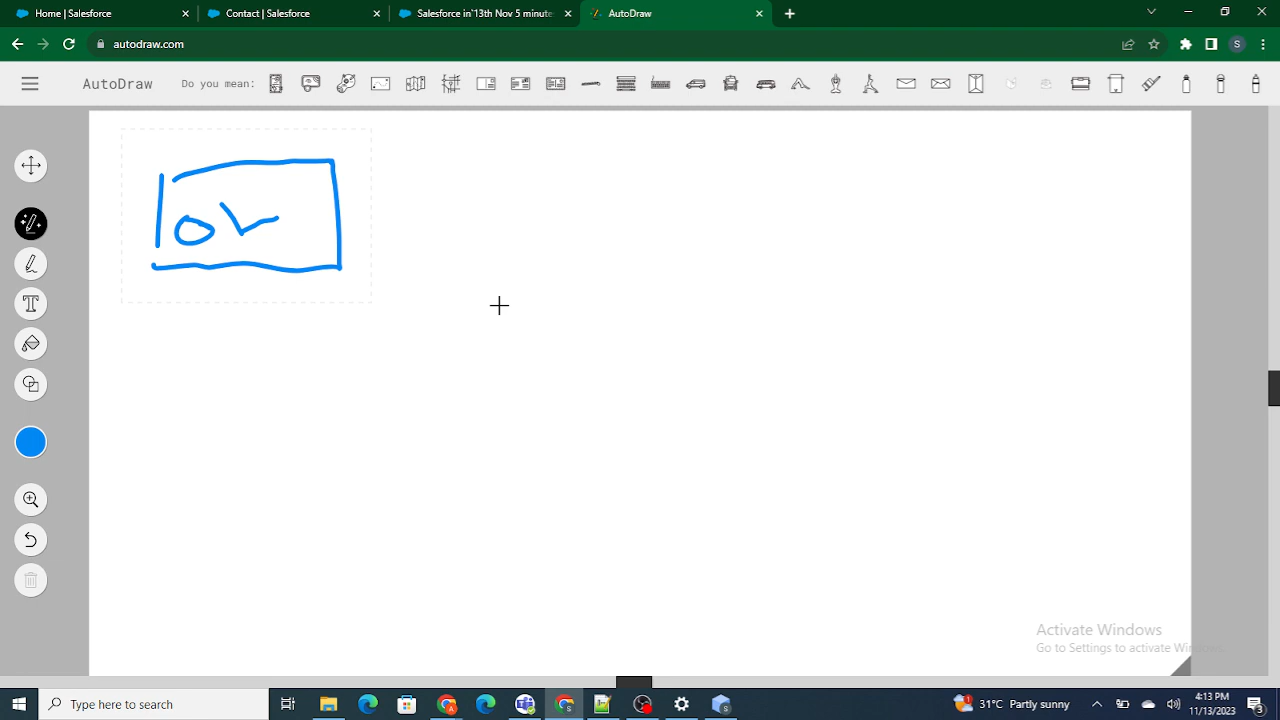 Home | Salesforce
Contact | Salesforce
Salesforce in 13th Nov 5 minute
AutoDraw
autodraw.com
S
AutoDraw
Do you mean:
T
Activate Windows
Go to Settings to activate Windows.
Type here to search
31°C Partly sunny
4:13 PM
11/13/2023